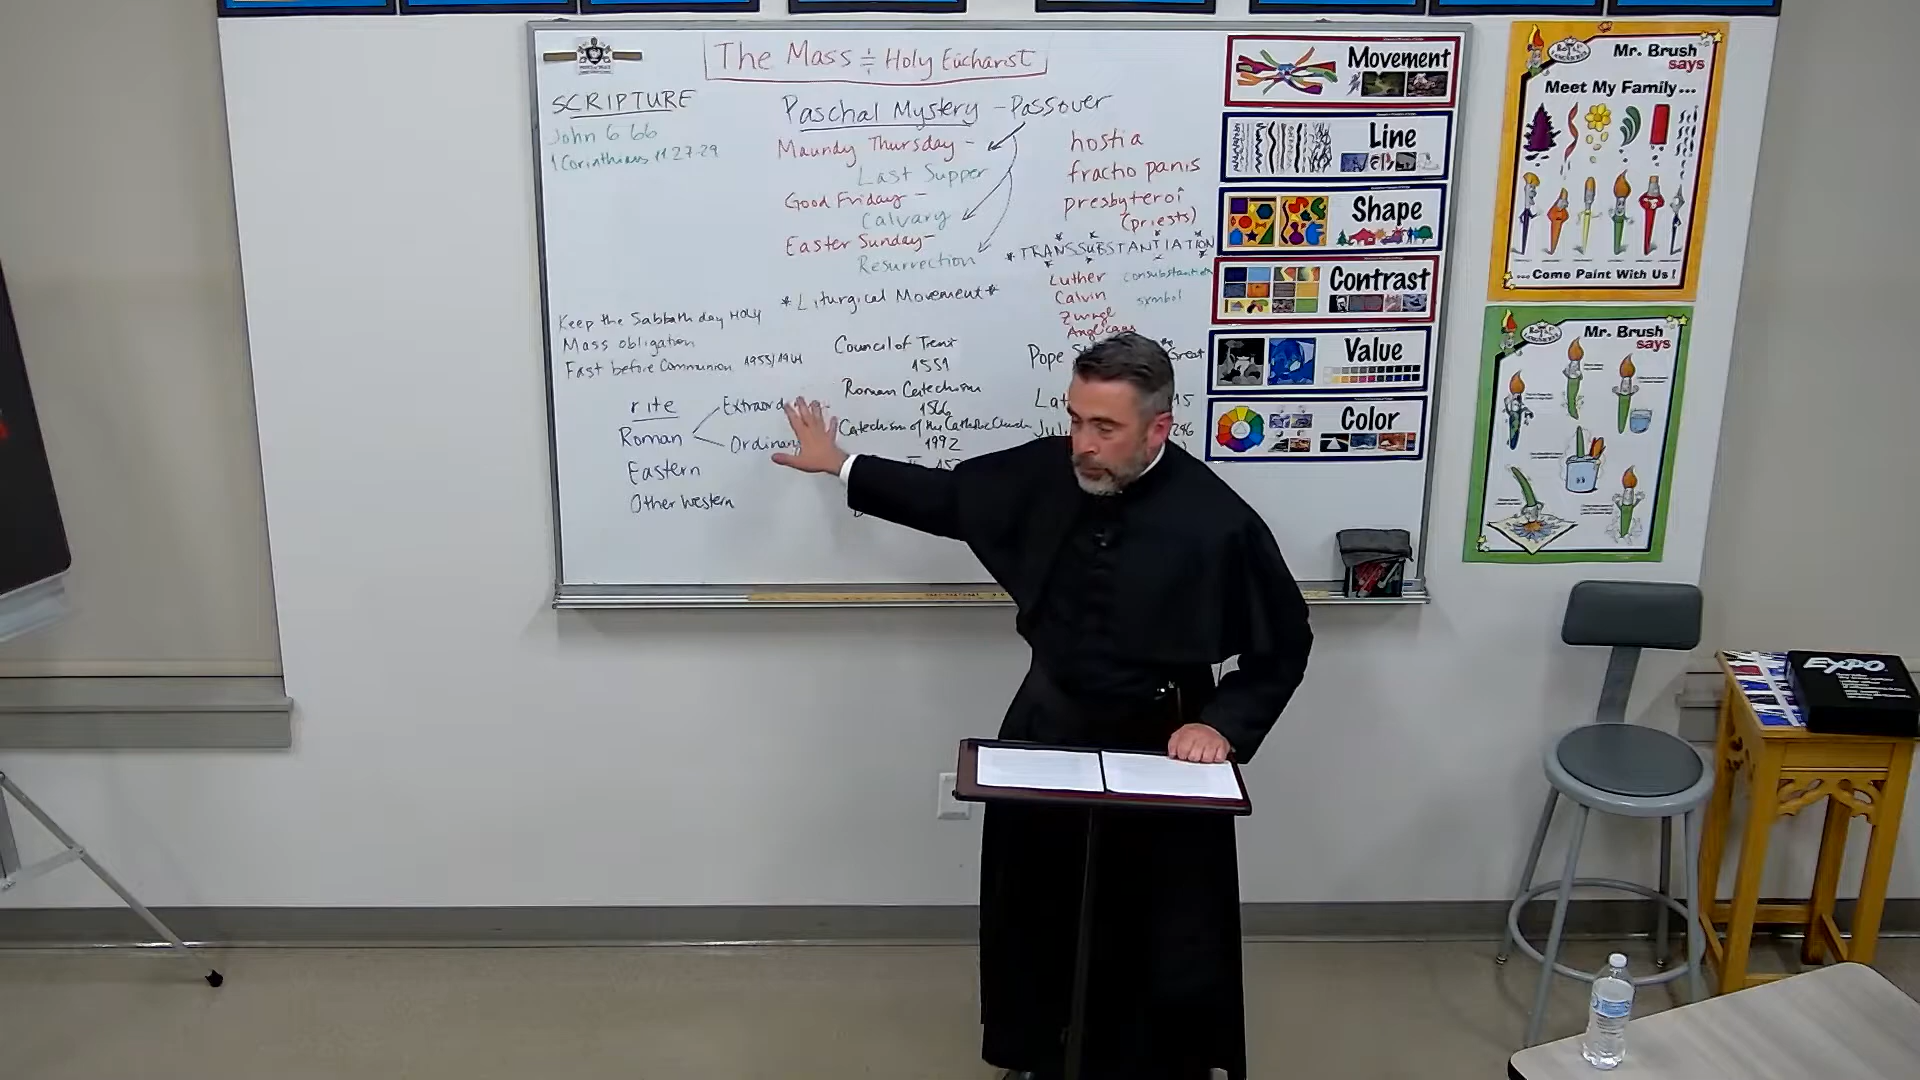 The Mass ÷ Holy Eucharist
SCRIPTURE
John 6 66
1 Corinthians 11 27-29
Paschal Mystery - Passover
Maundy Thursday -
Last Supper
Good Friday -
Calvary
Easter Sunday -
Resurrection
* Liturgical Movement *
hostia
fractio panis
presbyteroi
(priests)
* TRANSSUBSTANTIATION
Luther consubstantiation
Calvin symbol
Zwingli
Anglicans
Keep the Sabbath day HOLY
Mass obligation
Fast before Communion 1953/1964
rite
Roman
Ordinary
Eastern
Other Western
Council of Trent
1551
Roman Catechism
1566
Catechism of the Catholic Church
1992
Pope
Great
Movement
Line
Shape
Contrast
Value
Color
Mr. Brush
says
Meet My Family...
...Come Paint With Us!
Mr. Brush
says
EXPO